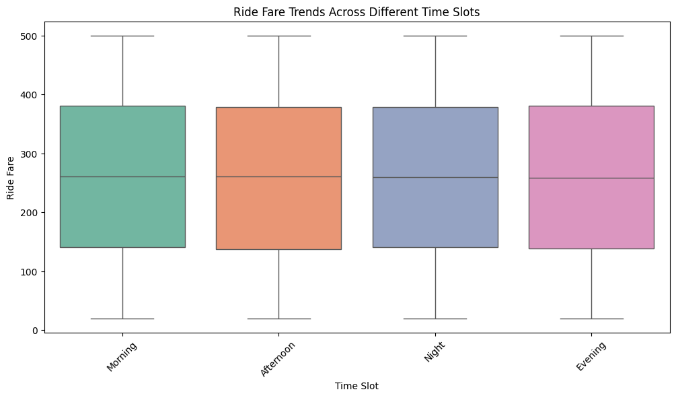 Ride Fare Trends Across Different Time Slots
500
400
300
200
100
0
Ride Fare
Morning
Afternoon
Night
Evening
Time Slot